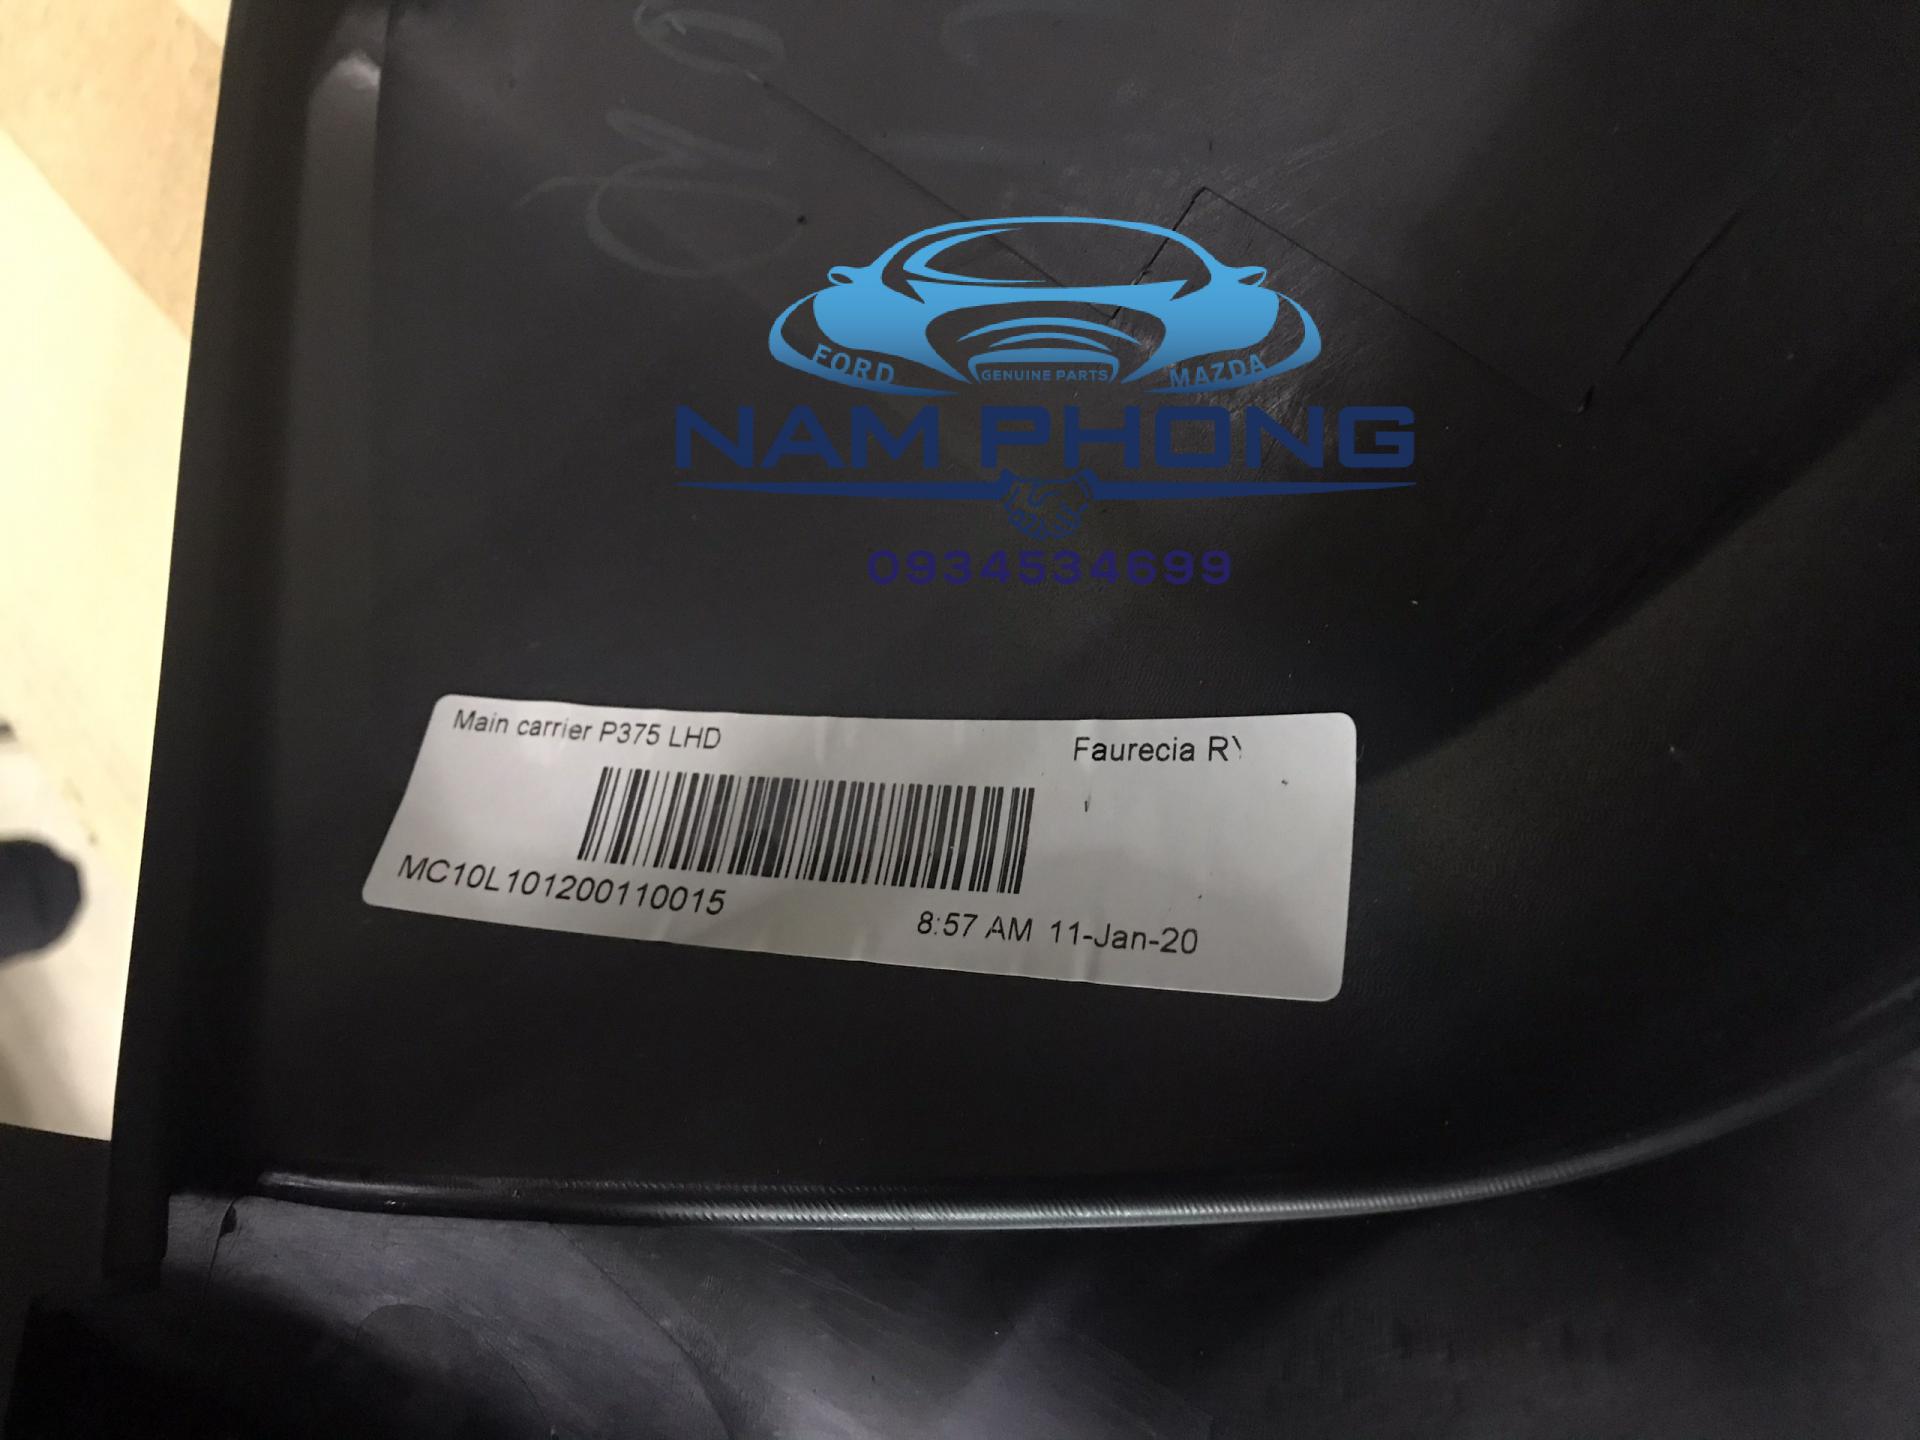 FORD
GENUINE PARTS
MAZDA
NAM PHONG
0934534699
Main carrier P375 LHD
Faurecia
MC10L101200110015
8:57 AM 11-Jan-20